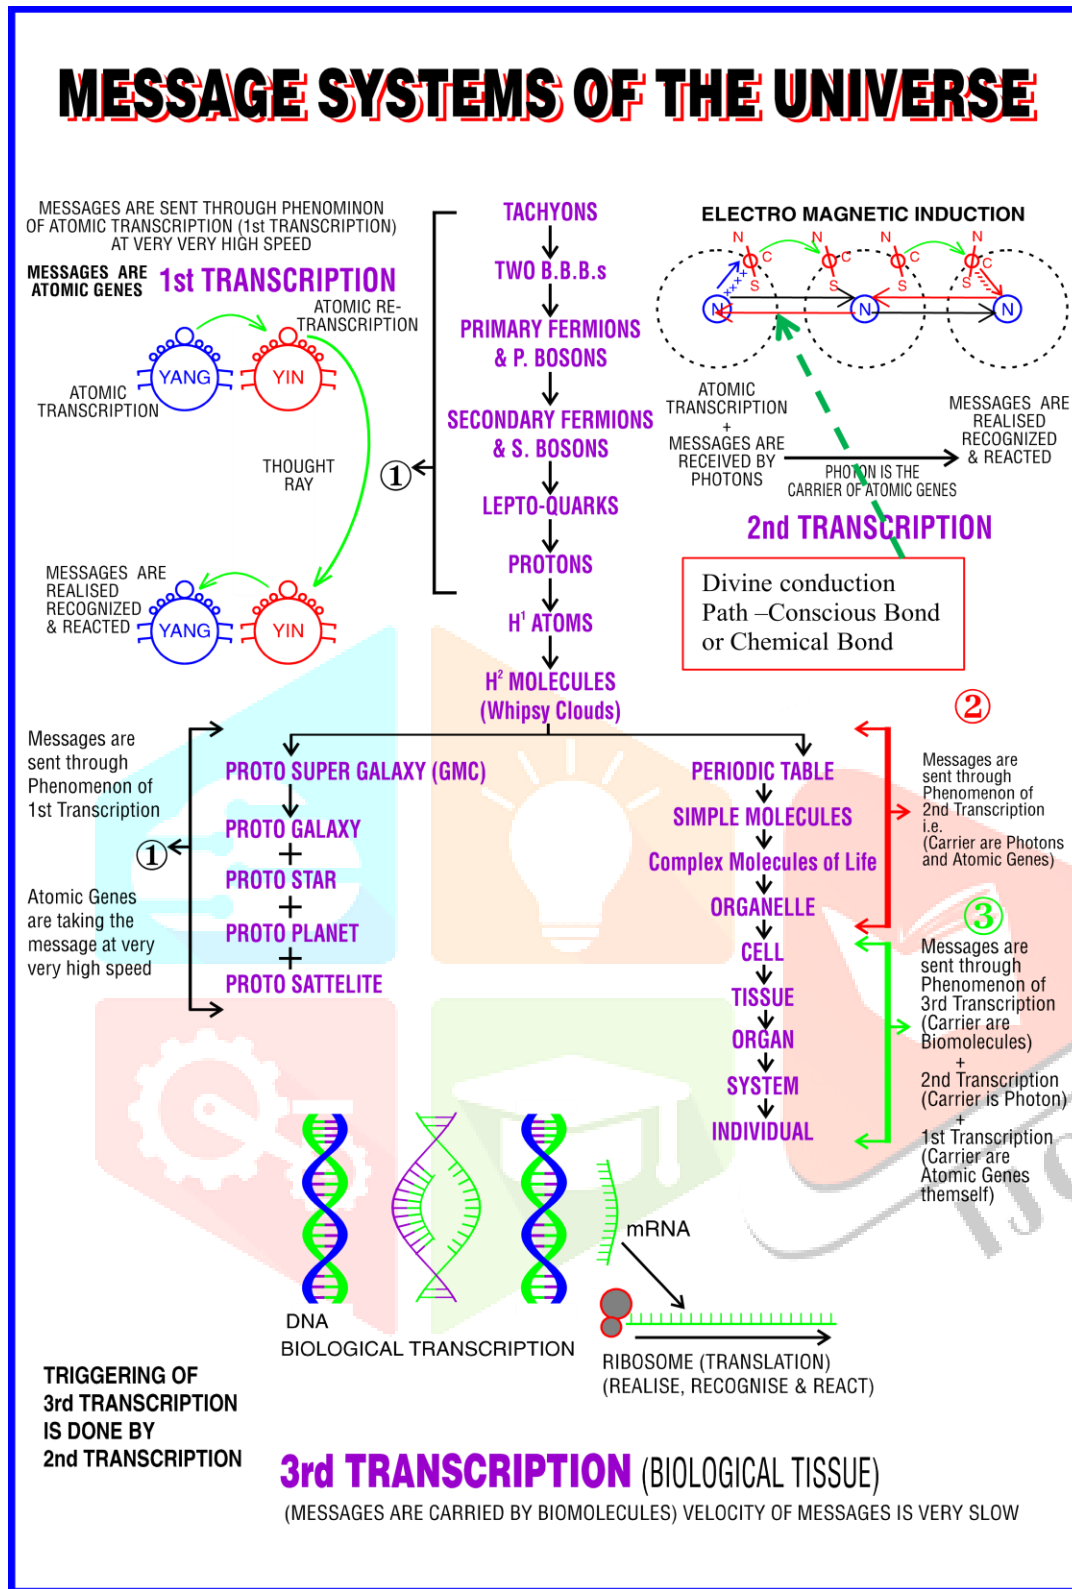 MESSAGE SYSTEMS OF THE UNIVERSE
MESSAGES ARE SENT THROUGH PHENOMINON
OF ATOMIC TRANSCRIPTION (1st TRANSCRIPTION)
AT VERY VERY HIGH SPEED
MESSAGES ARE
ATOMIC GENES
1st TRANSCRIPTION
ATOMIC RE-
TRANSCRIPTION
YANG
YIN
ATOMIC
TRANSCRIPTION
THOUGHT
RAY
MESSAGES ARE
REALISED
RECOGNIZED
& REACTED
YANG
YIN
1
TACHYONS
TWO B.B.B.s
PRIMARY FERMIONS
& P. BOSONS
SECONDARY FERMIONS
& S. BOSONS
LEPTO-QUARKS
PROTONS
H¹ ATOMS
H² MOLECULES
(Whipsy Clouds)
ELECTRO MAGNETIC INDUCTION
N
N
N
N
C
C
C
C
S
S
S
S
++++
N
N
N
ATOMIC
TRANSCRIPTION
+
MESSAGES ARE
RECEIVED BY
PHOTONS
PHOTON IS THE
CARRIER OF ATOMIC GENES
MESSAGES ARE
REALISED
RECOGNIZED
& REACTED
2nd TRANSCRIPTION
Divine conduction
Path –Conscious Bond
or Chemical Bond
Messages are
sent through
Phenomenon of
1st Transcription
1
Atomic Genes
are taking the
message at very
very high speed
PROTO SUPER GALAXY (GMC)
PROTO GALAXY
+
PROTO STAR
+
PROTO PLANET
+
PROTO SATTELITE
PERIODIC TABLE
SIMPLE MOLECULES
Complex Molecules of Life
ORGANELLE
CELL
TISSUE
ORGAN
SYSTEM
INDIVIDUAL
2
Messages are
sent through
Phenomenon of
2nd Transcription
i.e.
(Carrier are Photons
and Atomic Genes)
3
Messages are
sent through
Phenomenon of
3rd Transcription
(Carrier are
Biomolecules)
+
2nd Transcription
(Carrier is Photon)
+
1st Transcription
(Carrier are
Atomic Genes
themself)
IJC
DNA
BIOLOGICAL TRANSCRIPTION
mRNA
RIBOSOME (TRANSLATION)
(REALISE, RECOGNISE & REACT)
TRIGGERING OF
3rd TRANSCRIPTION
IS DONE BY
2nd TRANSCRIPTION
3rd TRANSCRIPTION (BIOLOGICAL TISSUE)
(MESSAGES ARE CARRIED BY BIOMOLECULES) VELOCITY OF MESSAGES IS VERY SLOW